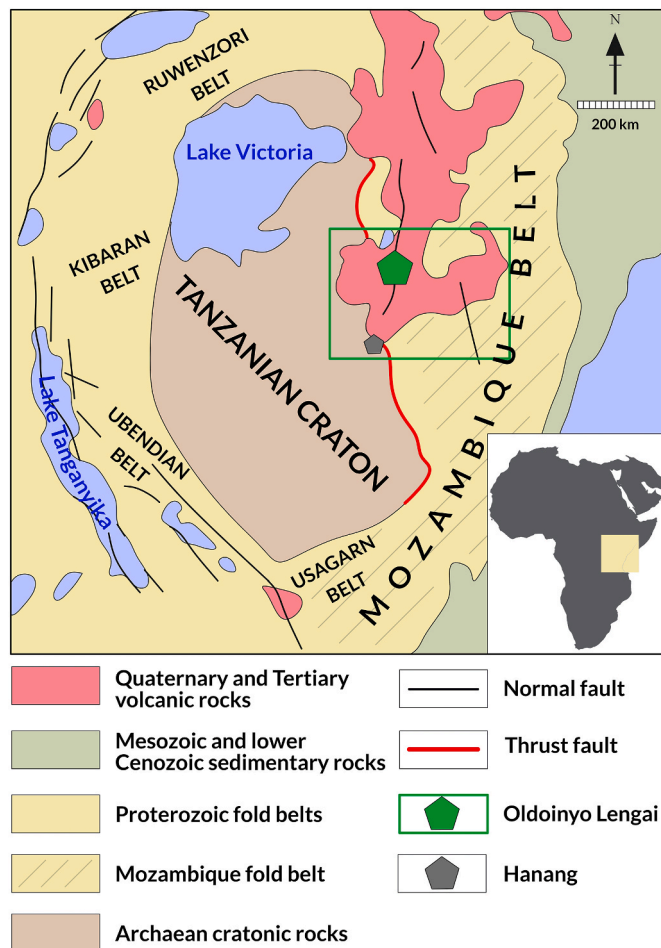 N
200 km
RUWENZORI
BELT
Lake Victoria
KIBARAN
BELT
TANZANIAN CRATON
MOZAMBIQUE BELT
Lake Tanganyika
UBENDIAN
BELT
USAGARN
BELT
Quaternary and Tertiary
volcanic rocks
Normal fault
Mesozoic and lower
Cenozoic sedimentary rocks
Thrust fault
Proterozoic fold belts
Oldoinyo Lengai
Mozambique fold belt
Hanang
Archaean cratonic rocks